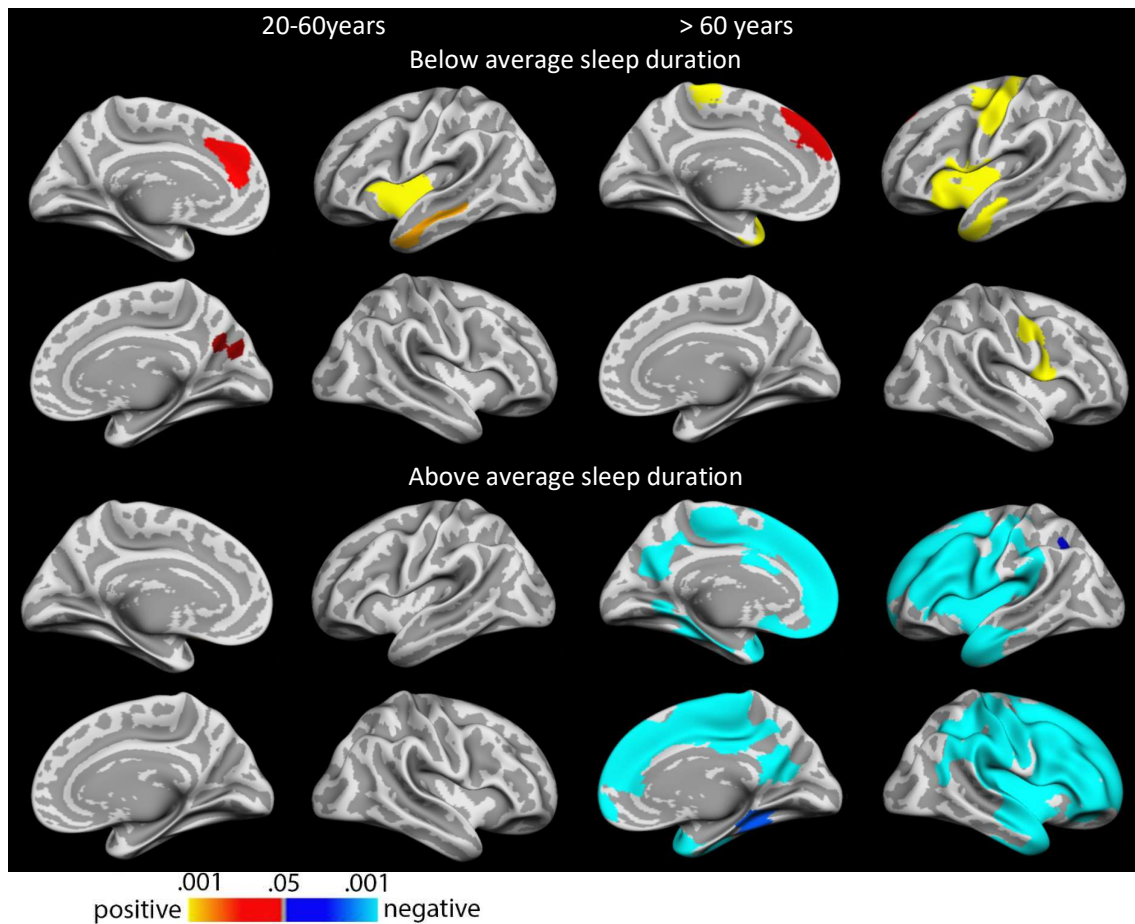 20-60years > 60 years
Below average sleep duration
Above average sleep duration
.001 .05 .001
positive negative